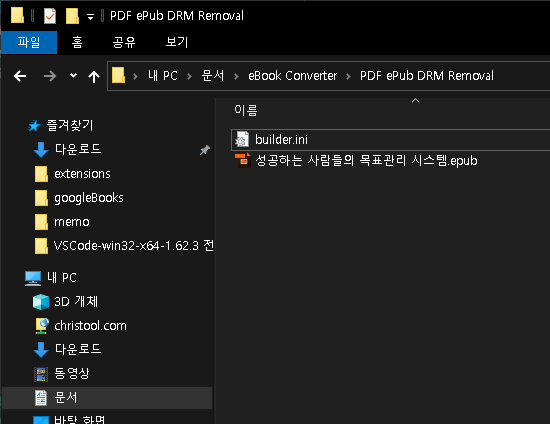 PDF ePub DRM Removal
파일 홈 공유 보기
내 PC 문서 eBook Converter PDF ePub DRM Removal
이름
즐겨찾기
다운로드
extensions
googleBooks
memo
VSCode-win32-x64-1.62.3 전
내 PC
3D 개체
christool.com
다운로드
동영상
문서
바탕 화면
builder.ini
성공하는 사람들의 목표관리 시스템.epub